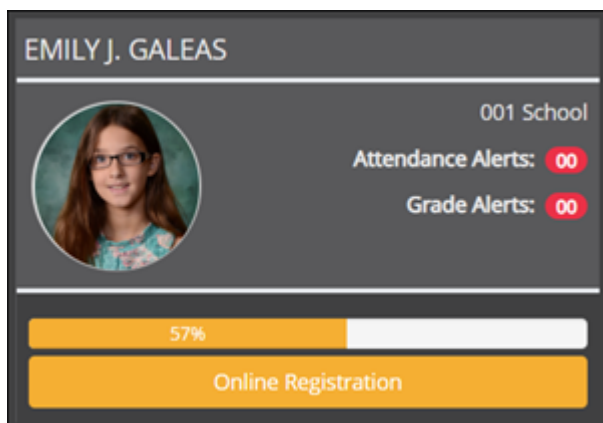 EMILY J. GALEAS
001 School
Attendance Alerts: 00
Grade Alerts: 00
57%
Online Registration